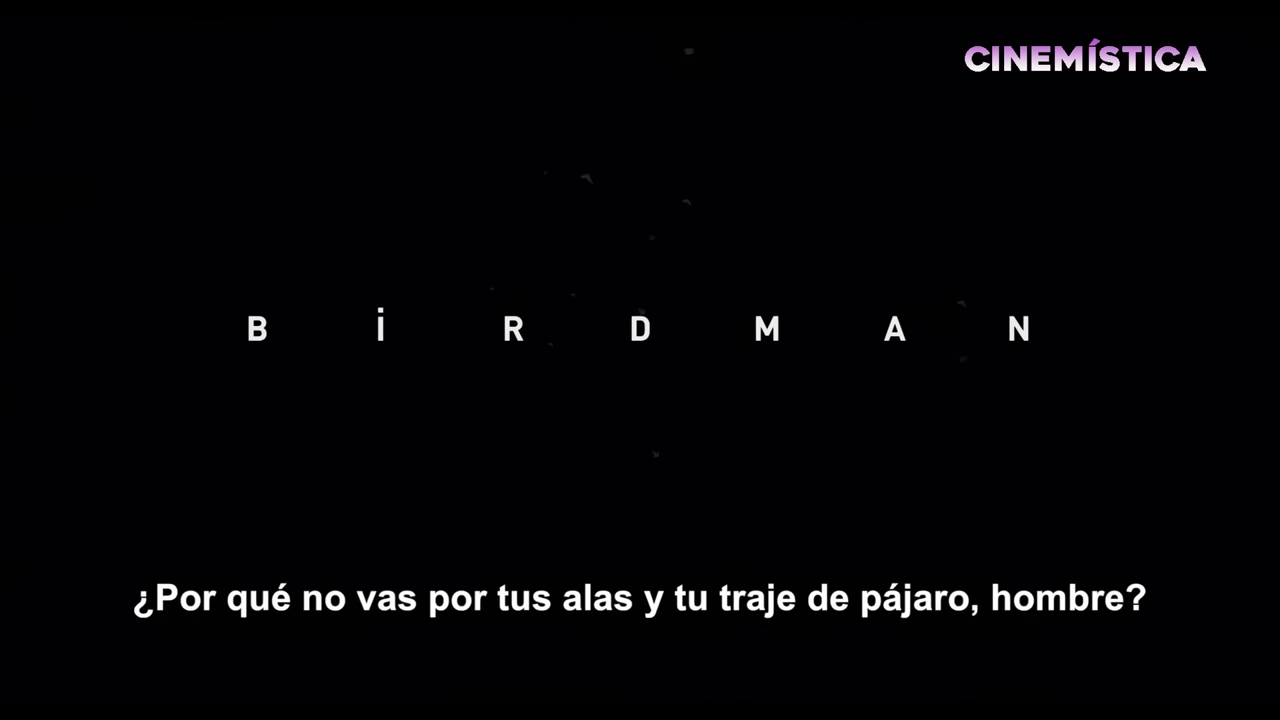 CINEMÍSTICA
B i R D M A N
¿Por qué no vas por tus alas y tu traje de pájaro, hombre?